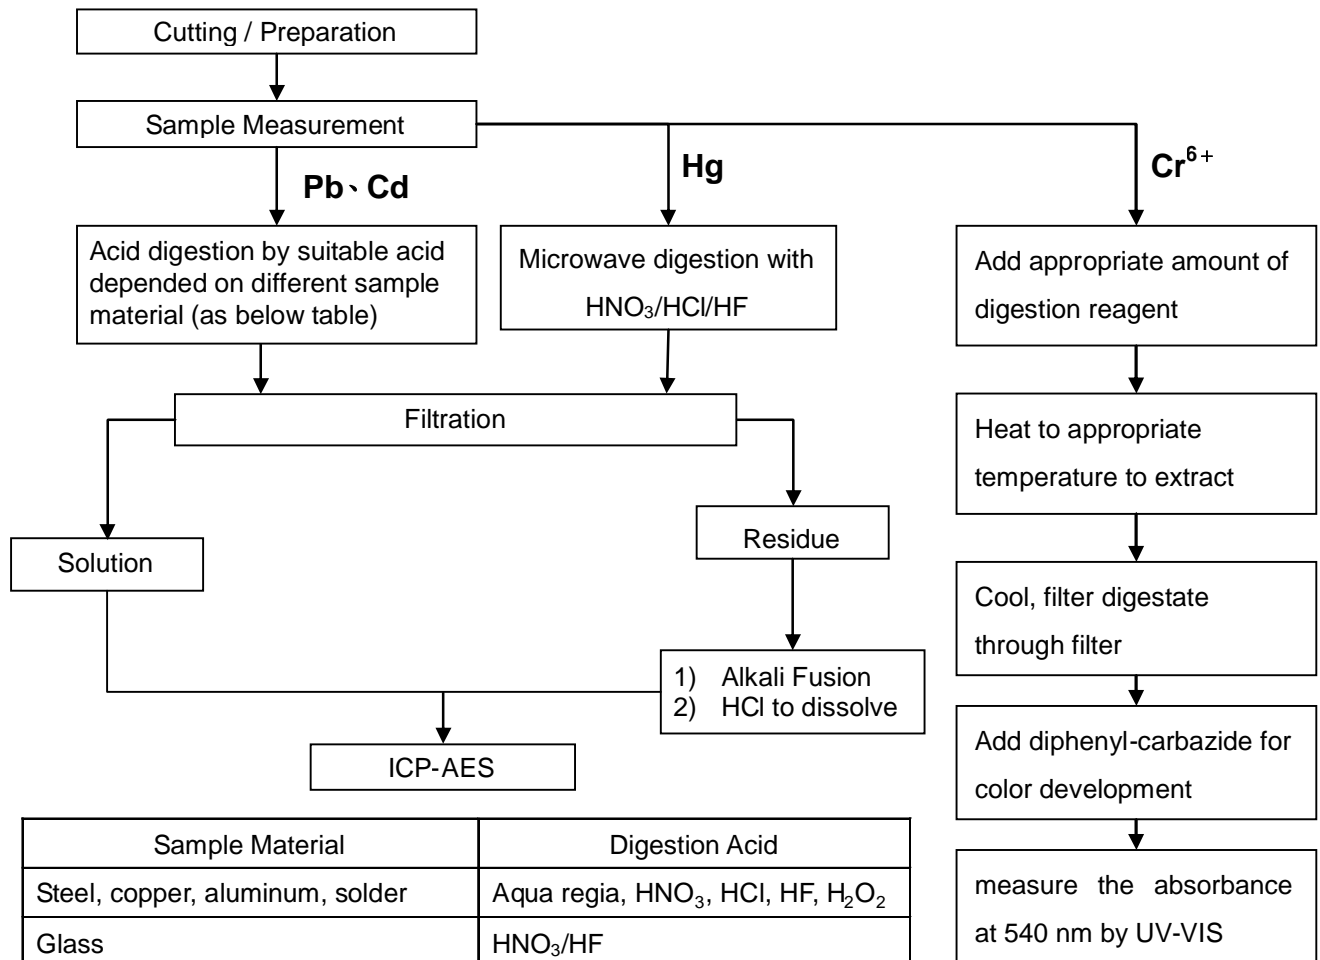 Cutting / Preparation
Sample Measurement
Pb、Cd
Hg
Cr⁶⁺
Acid digestion by suitable acid
depended on different sample
material (as below table)
Microwave digestion with
HNO₃/HCl/HF
Add appropriate amount of
digestion reagent
Filtration
Heat to appropriate
temperature to extract
Solution
Residue
Cool, filter digestate
through filter
1) Alkali Fusion
2) HCl to dissolve
ICP-AES
Add diphenyl-carbazide for
color development
measure the absorbance
at 540 nm by UV-VIS
Sample Material Digestion Acid
Steel, copper, aluminum, solder Aqua regia, HNO₃, HCl, HF, H₂O₂
Glass HNO₃/HF